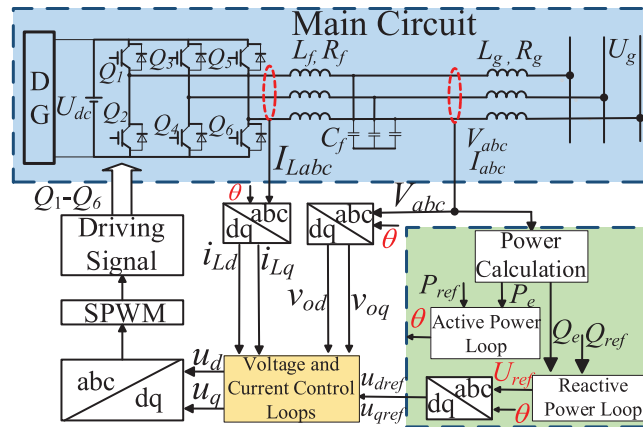 Main Circuit
D
G
U_dc
Q_1
Q_3
Q_5
Q_2
Q_4
Q_6
L_f, R_f
L_g, R_g
U_g
C_f
I_Labc
V_abc
I_abc
Q_1-Q_6
Driving
Signal
SPWM
abc
dq
θ
abc
dq
i_Ld
i_Lq
abc
dq
θ
V_abc
v_od
v_oq
Power
Calculation
P_ref
P_e
Active Power
Loop
θ
Q_e
Q_ref
Reactive
Power Loop
U_ref
θ
abc
dq
u_dref
u_qref
Voltage and
Current Control
Loops
u_d
u_q